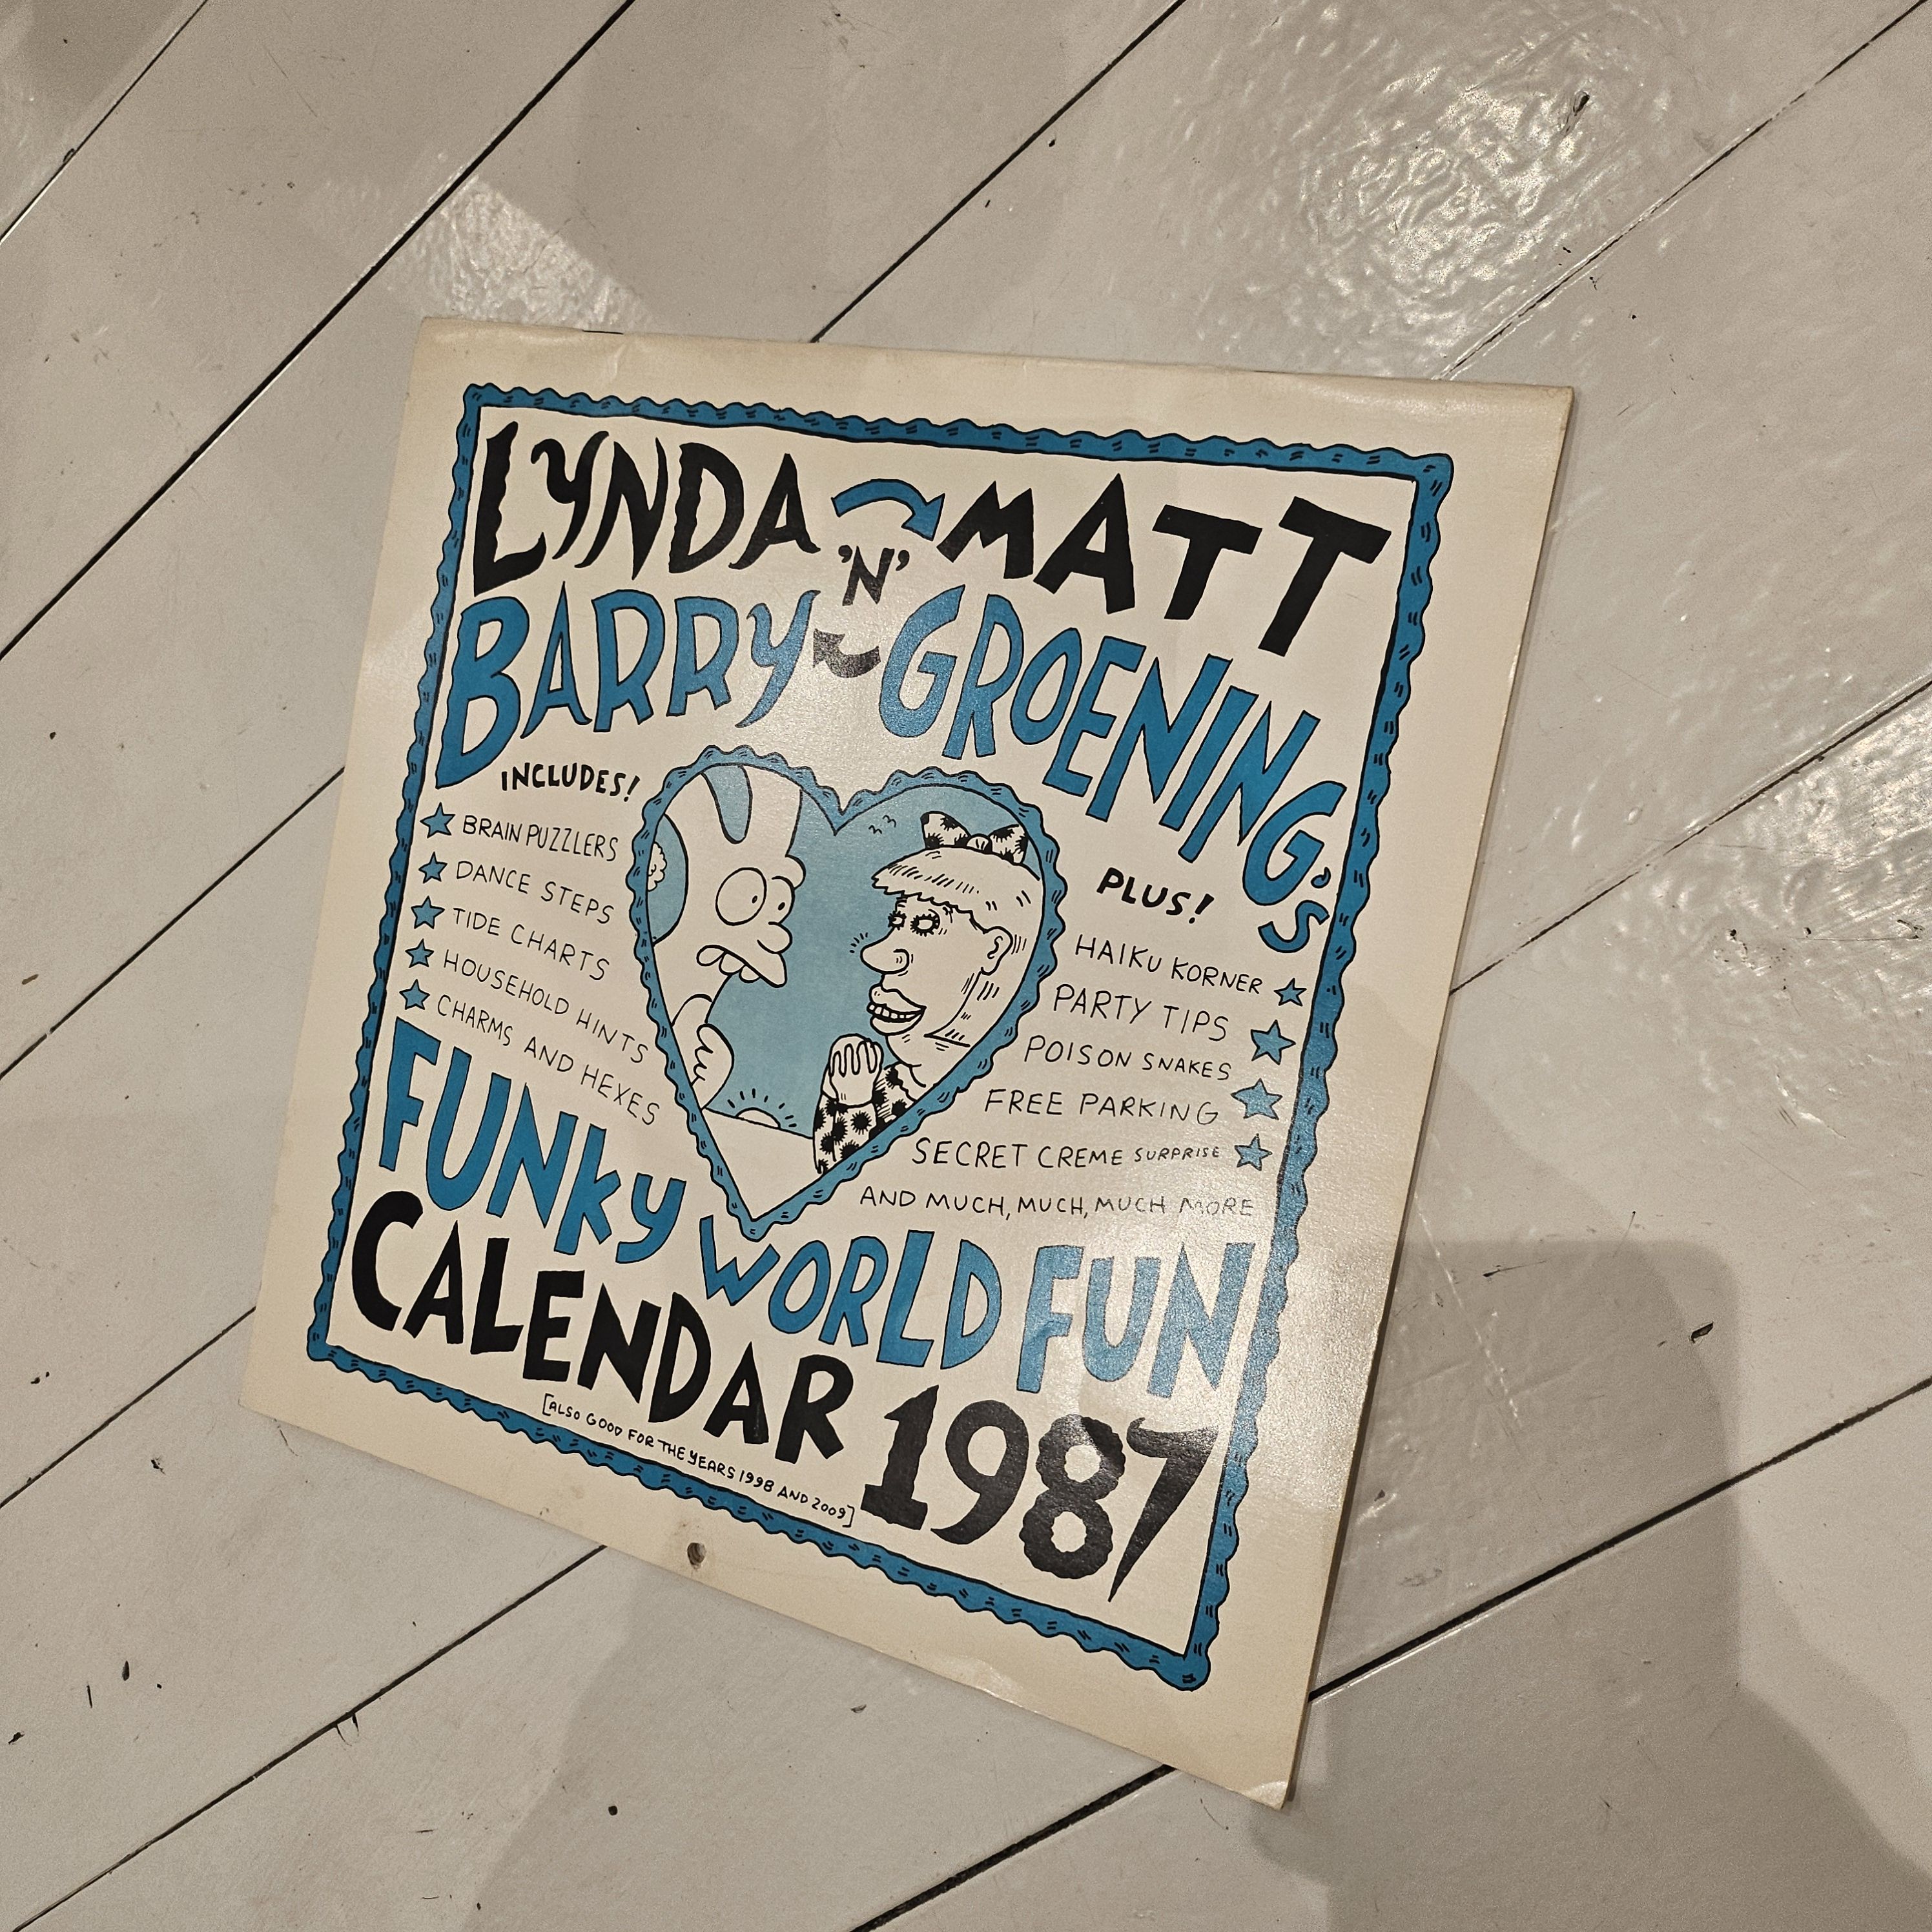 LYNDA 'N' MATT
BARRY GROENING'S
INCLUDES!
BRAIN PUZZLERS
DANCE STEPS
TIDE CHARTS
HOUSEHOLD HINTS
CHARMS AND HEXES
PLUS!
HAIKU KORNER
PARTY TIPS
POISON SNAKES
FREE PARKING
SECRET CREME SURPRISE
AND MUCH, MUCH, MUCH MORE
FUNKY WORLD FUN
CALENDAR 1987
[ALSO GOOD FOR THE YEARS 1998 AND 2009]